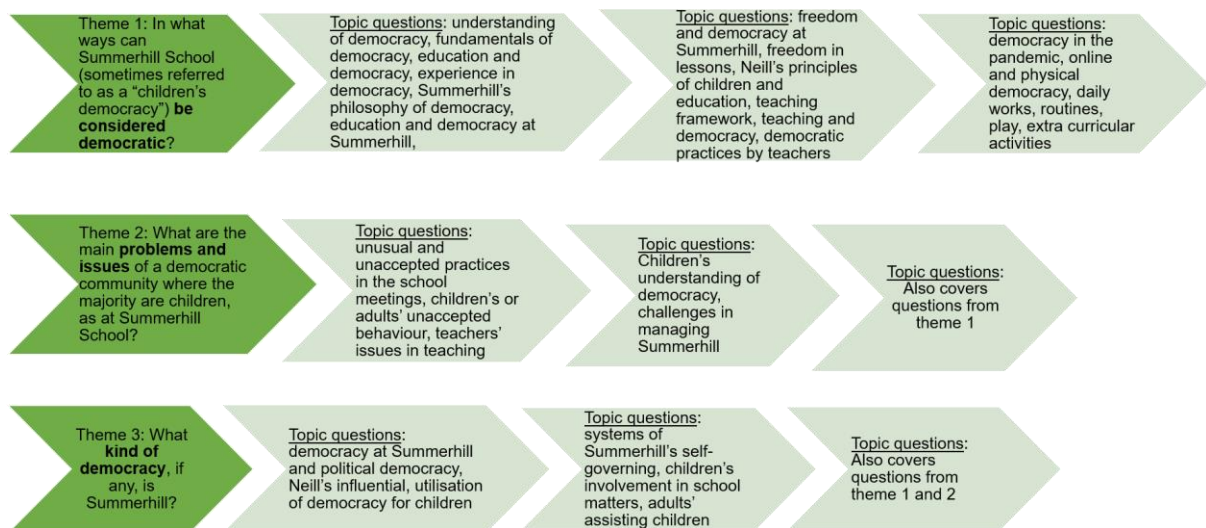 Theme 1: In what
ways can
Summerhill School
(sometimes referred
to as a “children’s
democracy”) be
considered
democratic?
Topic questions: understanding
of democracy, fundamentals of
democracy, education and
democracy, experience in
democracy, Summerhill’s
philosophy of democracy,
education and democracy at
Summerhill,
Topic questions: freedom
and democracy at
Summerhill, freedom in
lessons, Neill’s principles
of children and
education, teaching
framework, teaching and
democracy, democratic
practices by teachers
Topic questions:
democracy in the
pandemic, online
and physical
democracy, daily
works, routines,
play, extra curricular
activities
Theme 2: What are the
main problems and
issues of a democratic
community where the
majority are children,
as at Summerhill
School?
Topic questions:
unusual and
unaccepted practices
in the school
meetings, children’s or
adults’ unaccepted
behaviour, teachers’
issues in teaching
Topic questions:
Children’s
understanding of
democracy,
challenges in
managing
Summerhill
Topic questions:
Also covers
questions from
theme 1
Theme 3: What
kind of
democracy, if
any, is
Summerhill?
Topic questions:
democracy at Summerhill
and political democracy,
Neill’s influential, utilisation
of democracy for children
Topic questions:
systems of
Summerhill’s self-
governing, children’s
involvement in school
matters, adults’
assisting children
Topic questions:
Also covers
questions from
theme 1 and 2